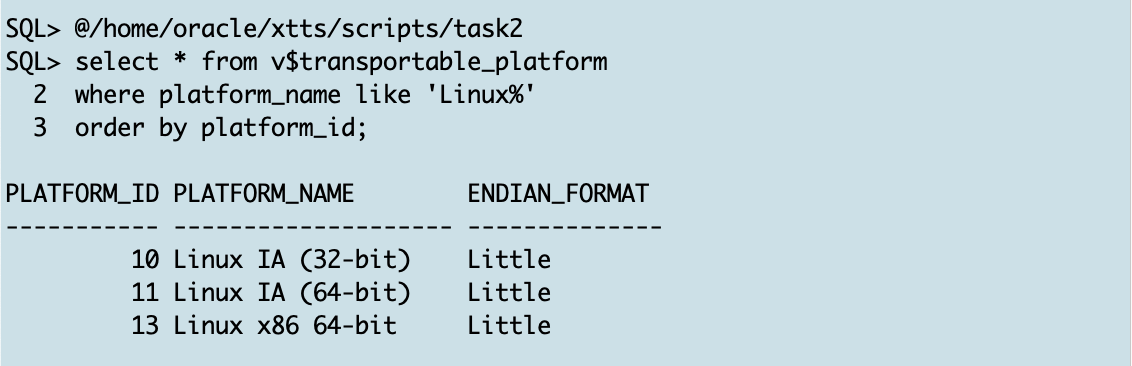 SQL> @/home/oracle/xtts/scripts/task2
SQL> select * from v$transportable_platform
  2  where platform_name like 'Linux%'
  3  order by platform_id;

PLATFORM_ID PLATFORM_NAME        ENDIAN_FORMAT
----------- -------------------- --------------
         10 Linux IA (32-bit)    Little
         11 Linux IA (64-bit)    Little
         13 Linux x86 64-bit     Little